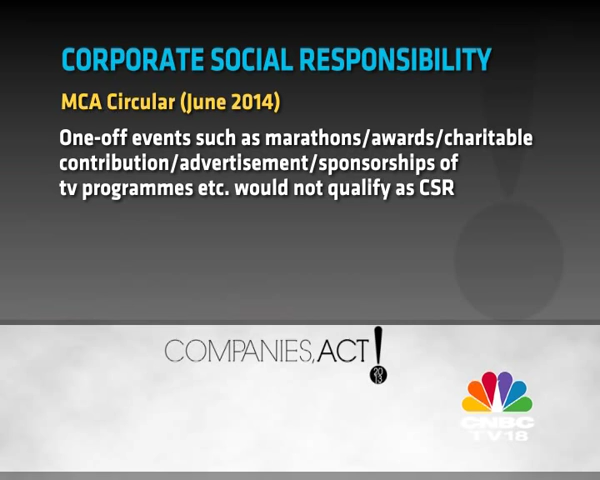 CORPORATE SOCIAL RESPONSIBILITY
MCA Circular (June 2014)
One-off events such as marathons/awards/charitable
contribution/advertisement/sponsorships of
tv programmes etc. would not qualify as CSR
COMPANIES, ACT!
2013
CNBC
TV18